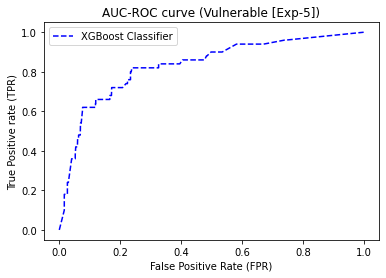 AUC-ROC curve (Vulnerable [Exp-5])
XGBoost Classifier
True Positive rate (TPR)
1.0
0.8
0.6
0.4
0.2
0.0
0.0 0.2 0.4 0.6 0.8 1.0
False Positive Rate (FPR)